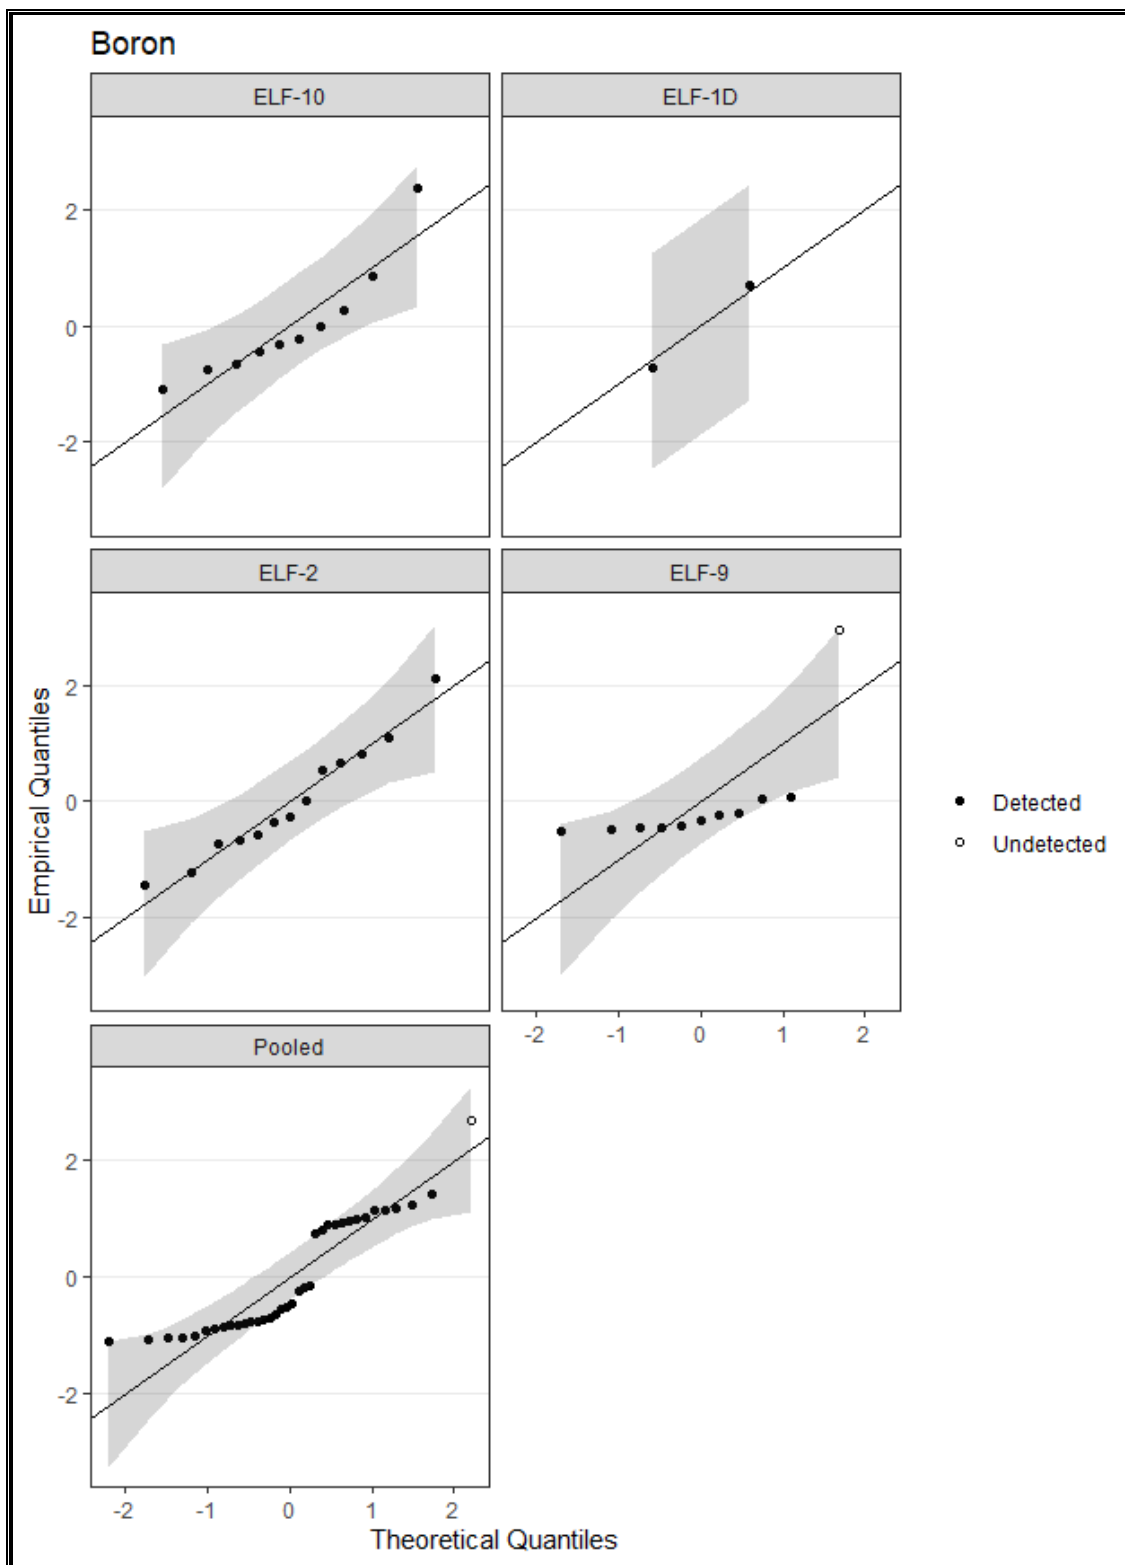 Boron
ELF-10
ELF-1D
2
0
-2
ELF-2
ELF-9
2
0
-2
-2
-1
0
1
2
Pooled
2
0
-2
-2
-1
0
1
2
Empirical Quantiles
Theoretical Quantiles
Detected
Undetected